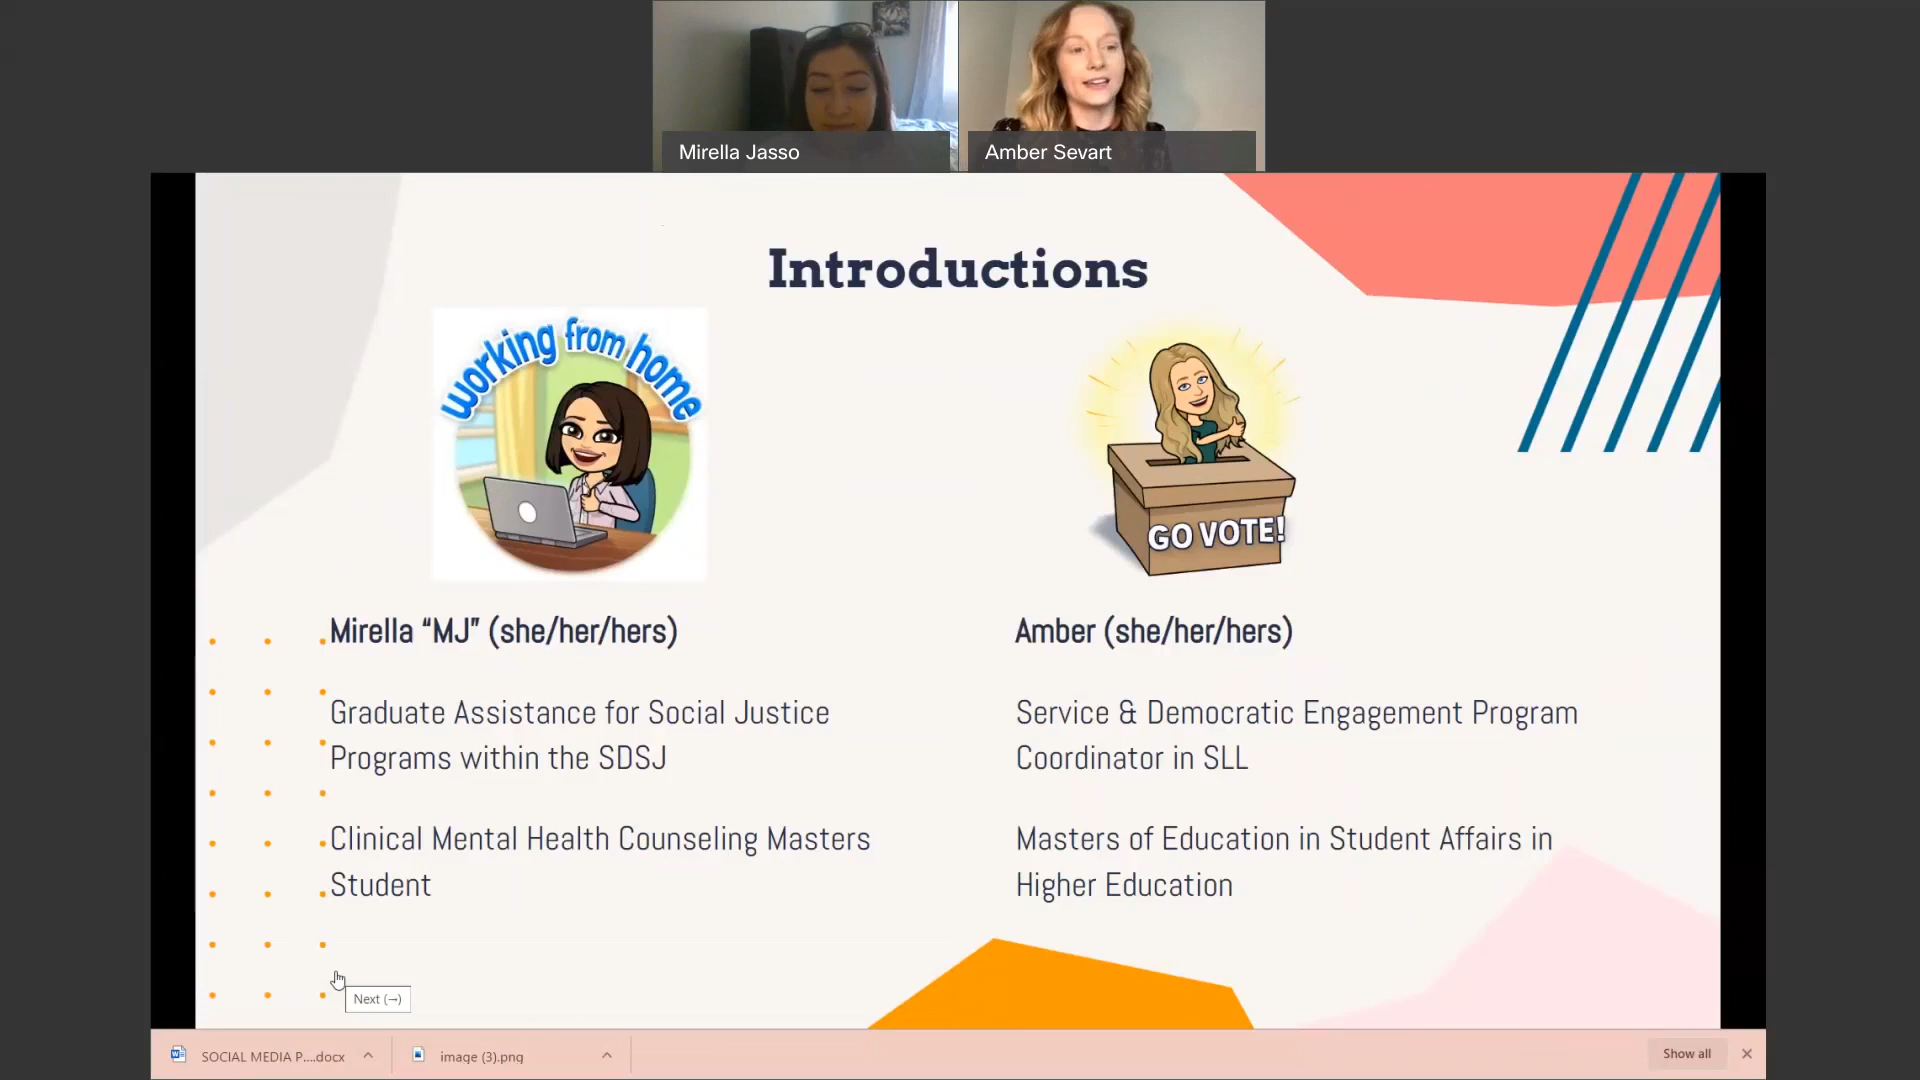 Mirella Jasso
Amber Sevart
Introductions
working from home
GO VOTE!
Mirella “MJ” (she/her/hers)
Graduate Assistance for Social Justice
Programs within the SDSJ
Clinical Mental Health Counseling Masters
Student
Amber (she/her/hers)
Service & Democratic Engagement Program
Coordinator in SLL
Masters of Education in Student Affairs in
Higher Education
Next (→)
SOCIAL MEDIA P....docx
image (3).png
Show all